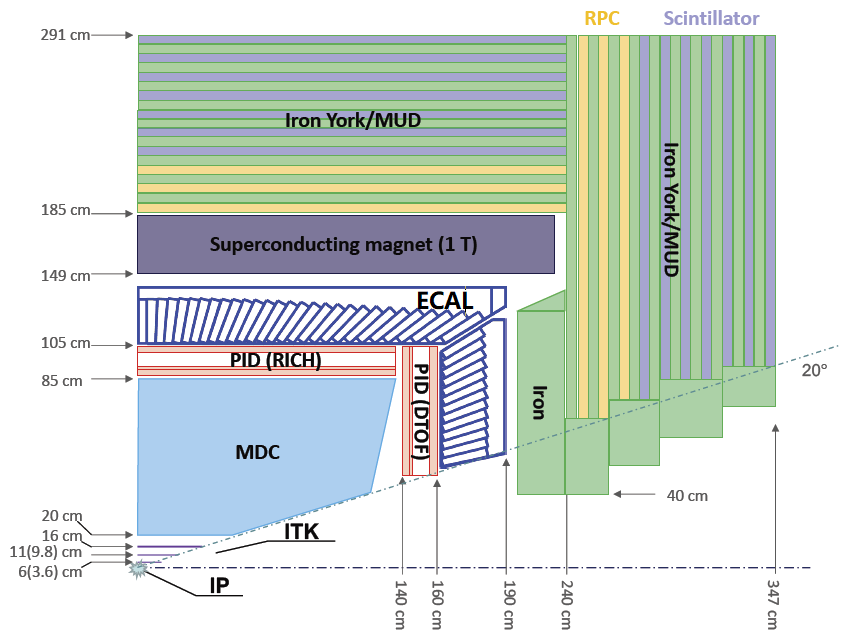 RPC
Scintillator
291 cm
Iron York/MUD
Iron York/MUD
185 cm
Superconducting magnet (1 T)
149 cm
ECAL
105 cm
PID (RICH)
85 cm
PID (DTOF)
Iron
20°
MDC
40 cm
20 cm
16 cm
ITK
11(9.8) cm
6(3.6) cm
IP
140 cm
160 cm
190 cm
240 cm
347 cm